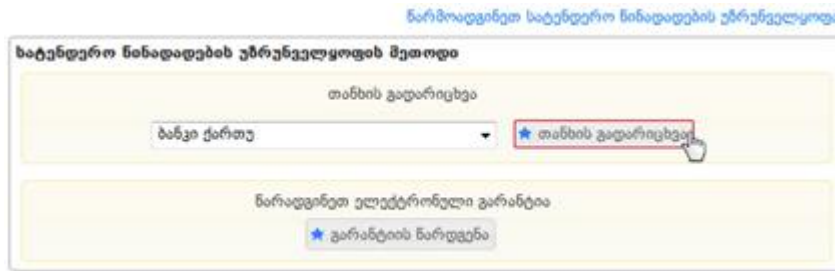 წარმოადგინეთ სატენდერო წინადადების უზრუნველყოფ
სატენდერო წინადადების უზრუნველყოფის მეთოდი
თანხის გადარიცხვა
ბანკი ქართუ
თანხის გადარიცხვა
წარადგინეთ ელექტრონული გარანტია
გარანტიის წარდგენა